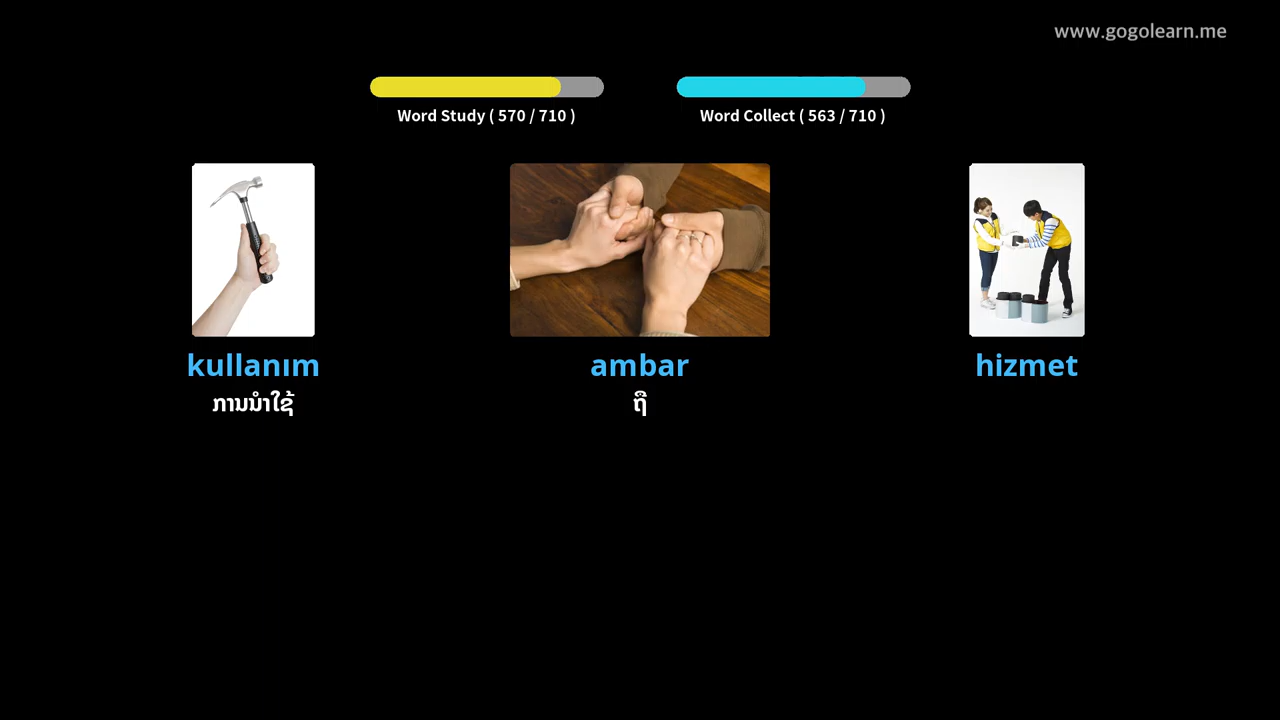 www.gogolearn.me
Word Study ( 570 / 710 )
Word Collect ( 563 / 710 )
kullanım
ambar
hizmet
ການນຳໃຊ້
ຖື